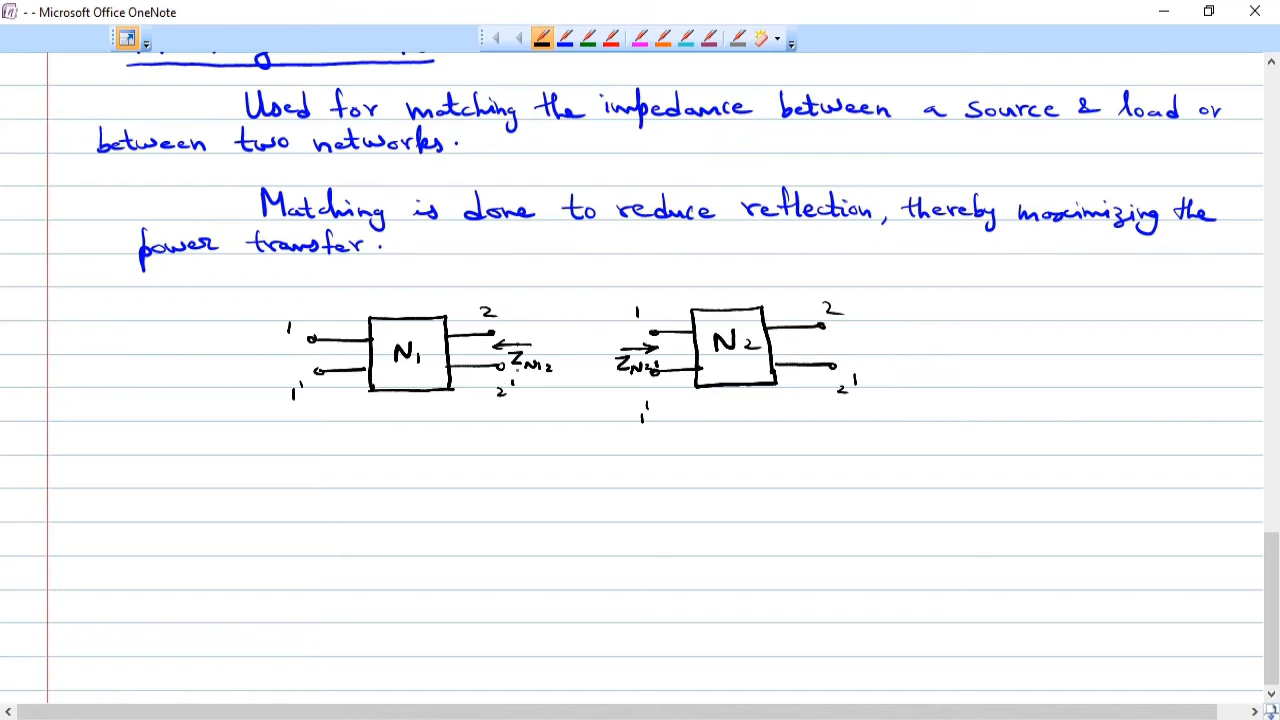 - - Microsoft Office OneNote
Used for matching the impedance between a source & load or
between two networks.
Matching is done to reduce reflection, thereby maximizing the
power transfer.
1 2 1 2
N1 N2
ZN12 ZN21
1' 2' 1' 2'